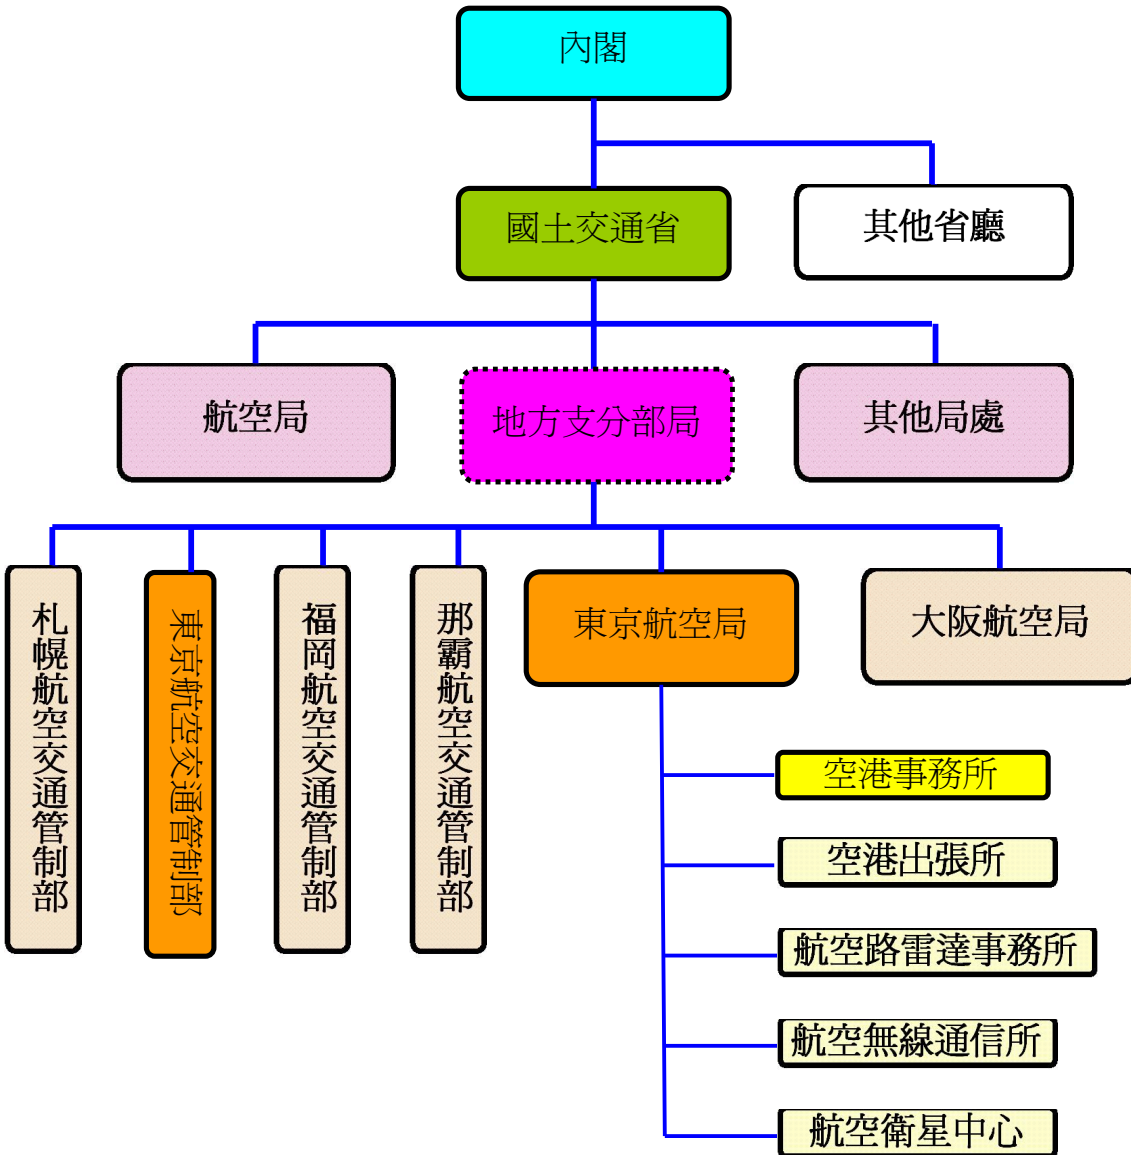 內閣
國土交通省
其他省廳
航空局
地方支分部局
其他局處
札幌航空交通管制部
東京航空交通管制部
福岡航空交通管制部
那霸航空交通管制部
東京航空局
大阪航空局
空港事務所
空港出張所
航空路雷達事務所
航空無線通信所
航空衛星中心